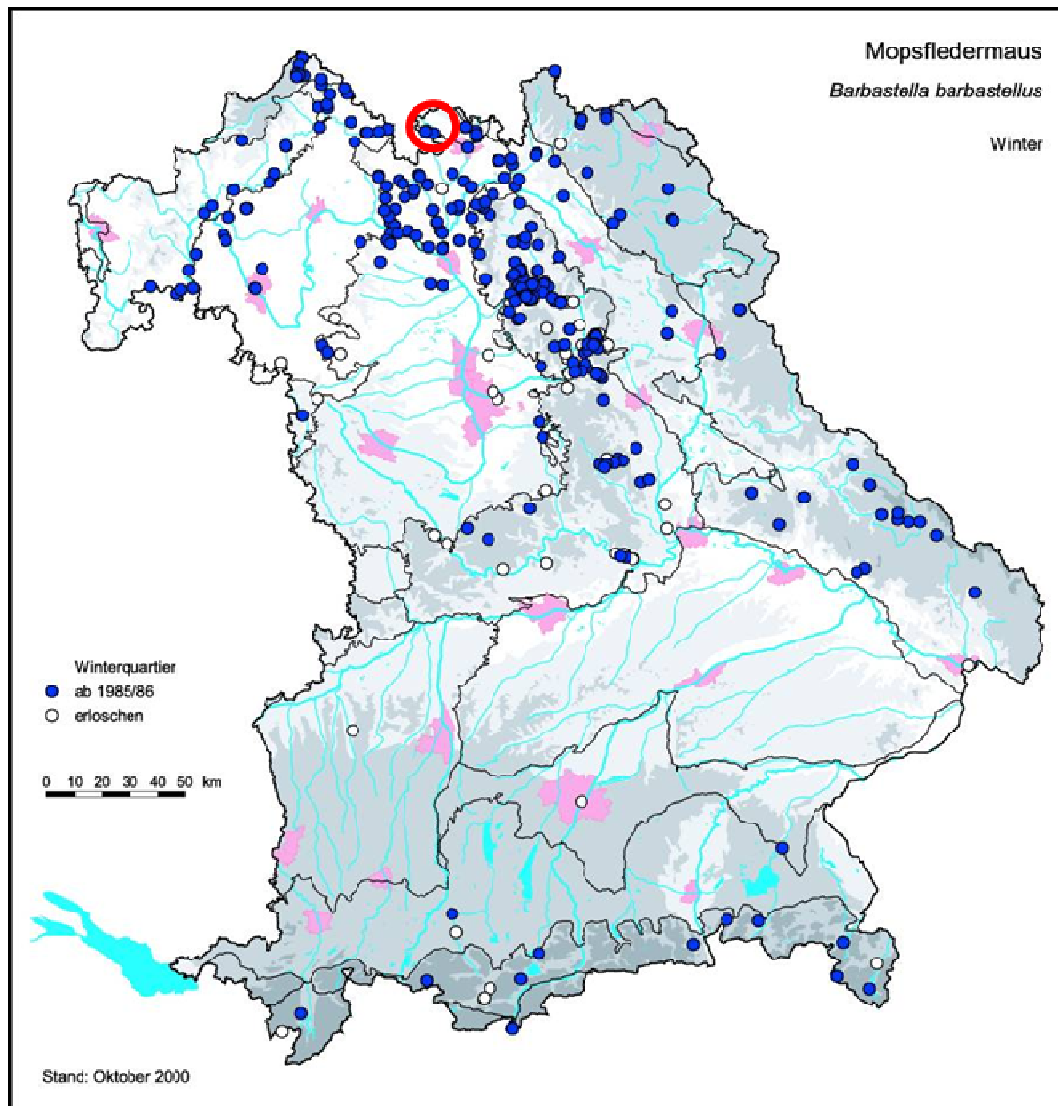 Mopsfledermaus
Barbastella barbastellus
Winter
Winterquartier
ab 1985/86
erloschen
0 10 20 30 40 50 km
Stand: Oktober 2000